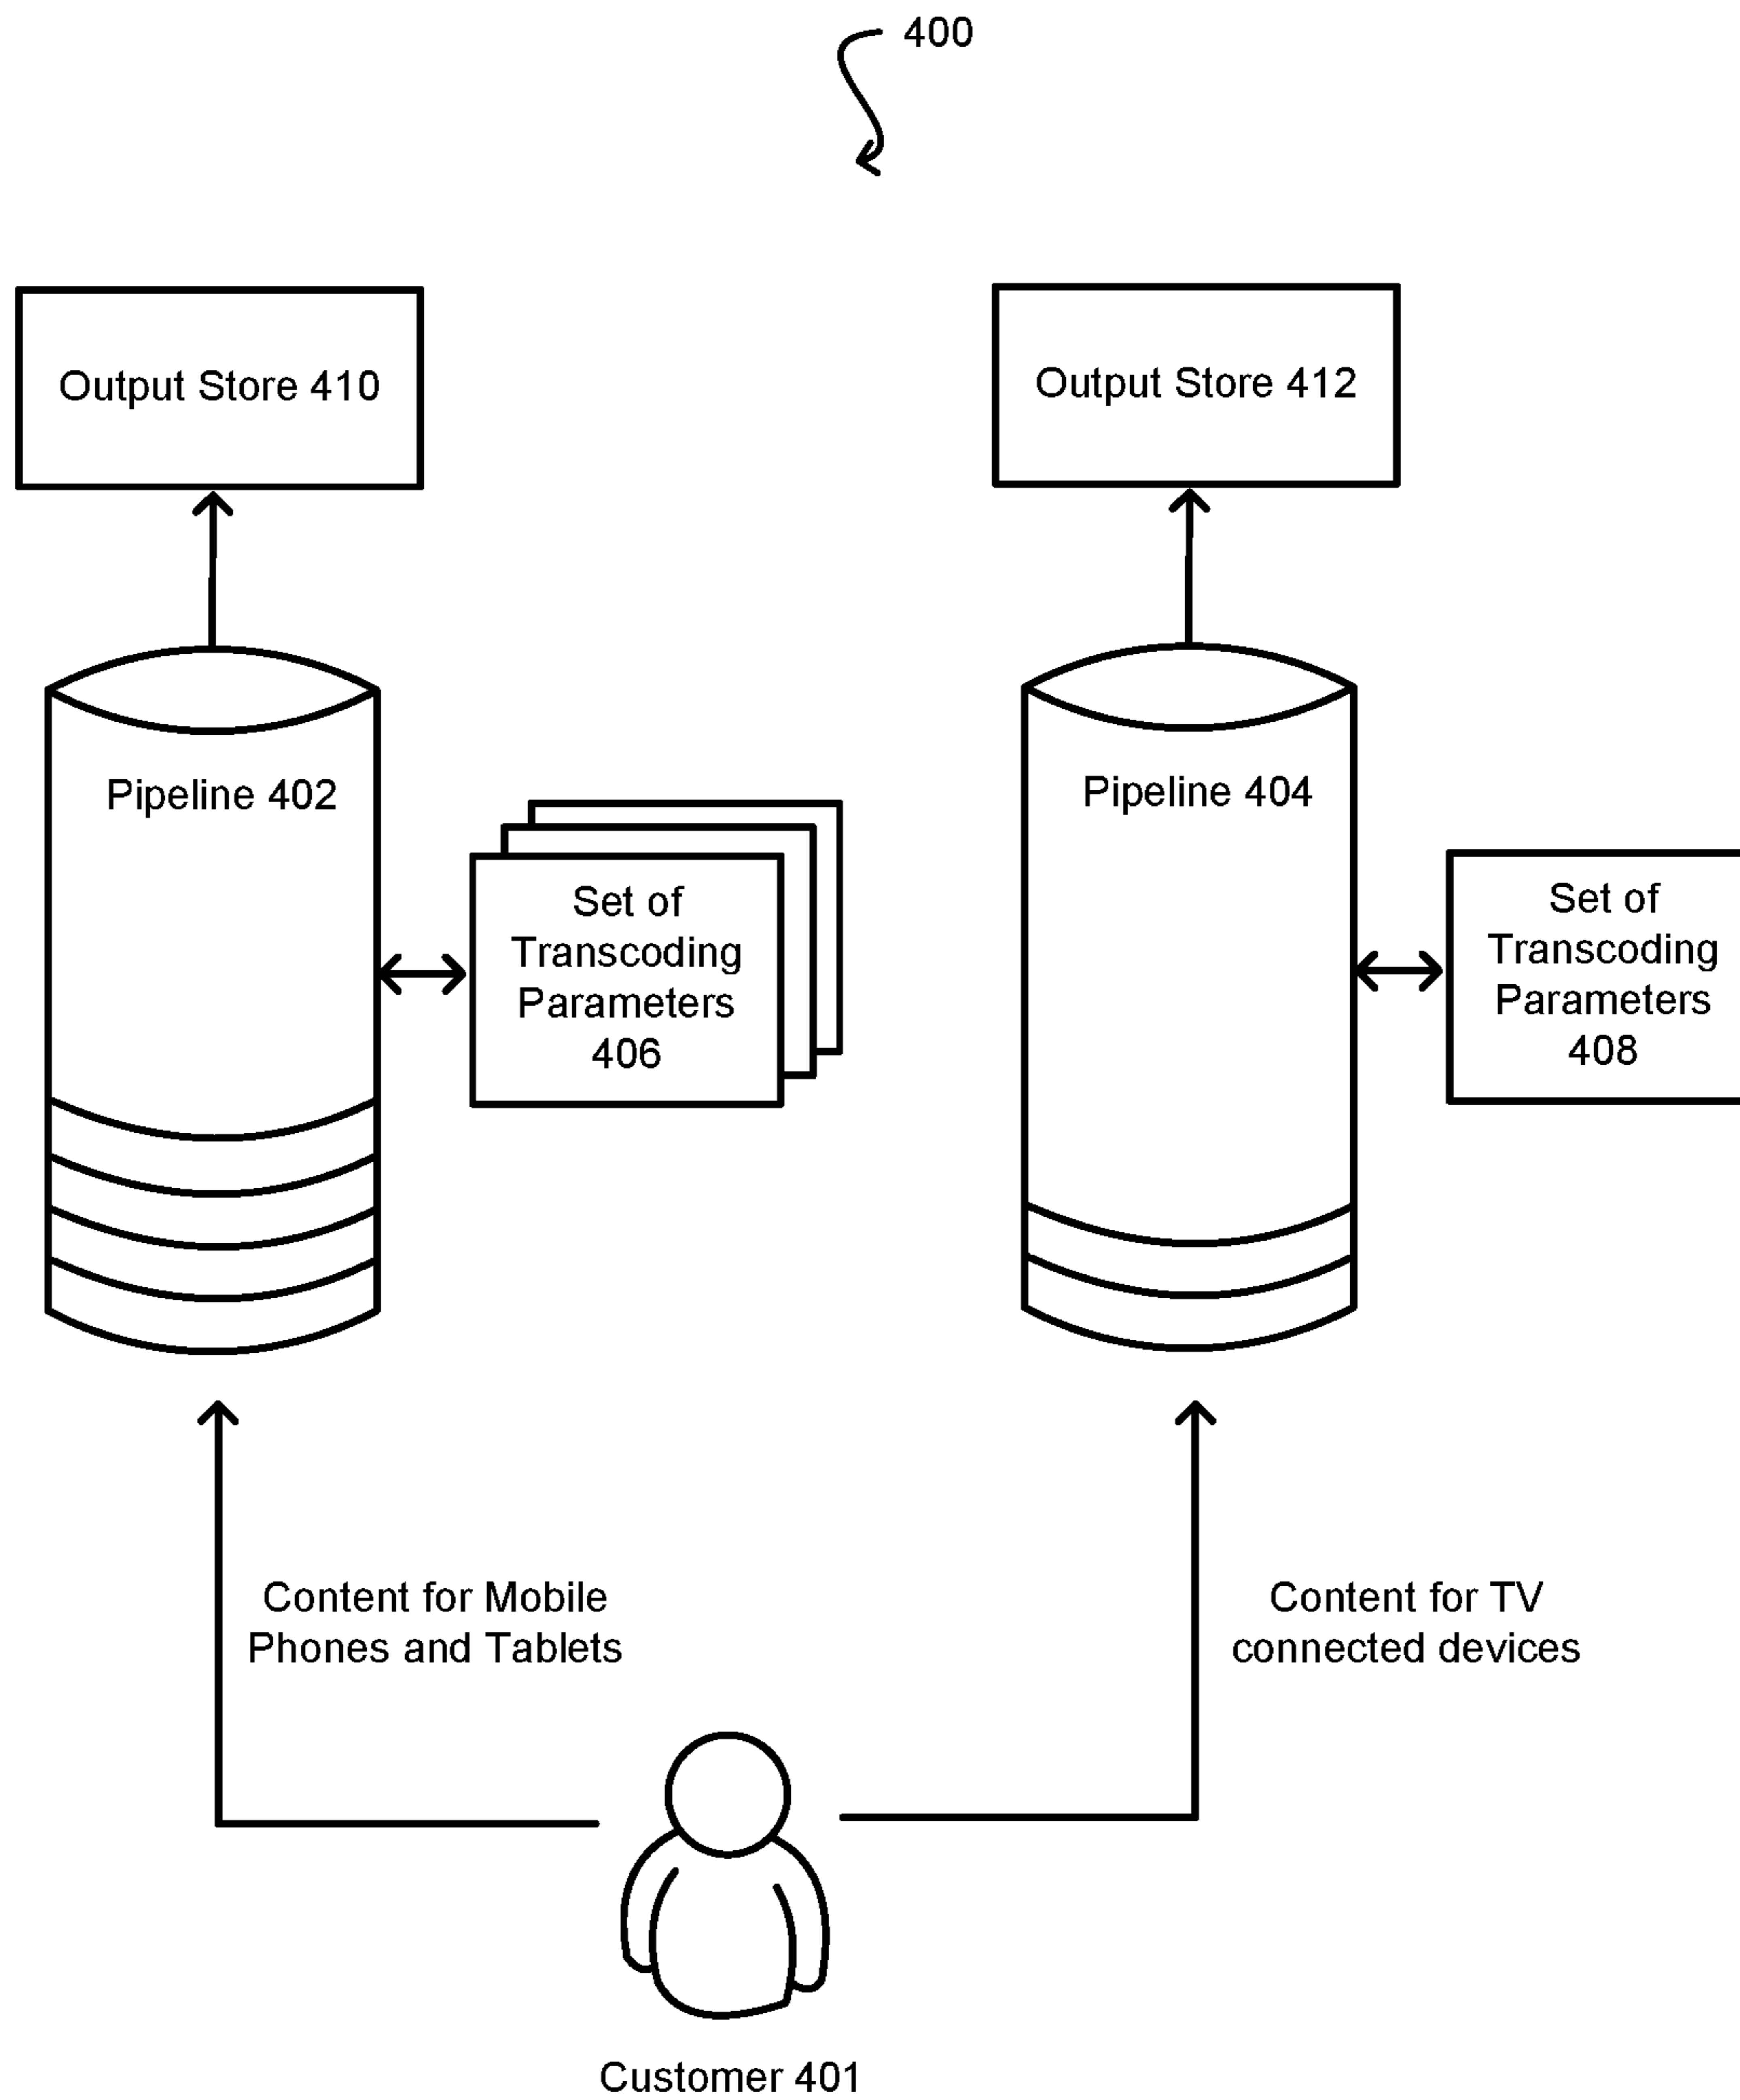 400
Output Store 410
Output Store 412
Pipeline 402
Pipeline 404
Set of
Transcoding
Parameters
406
Set of
Transcoding
Parameters
408
Content for Mobile
Phones and Tablets
Content for TV
connected devices
Customer 401